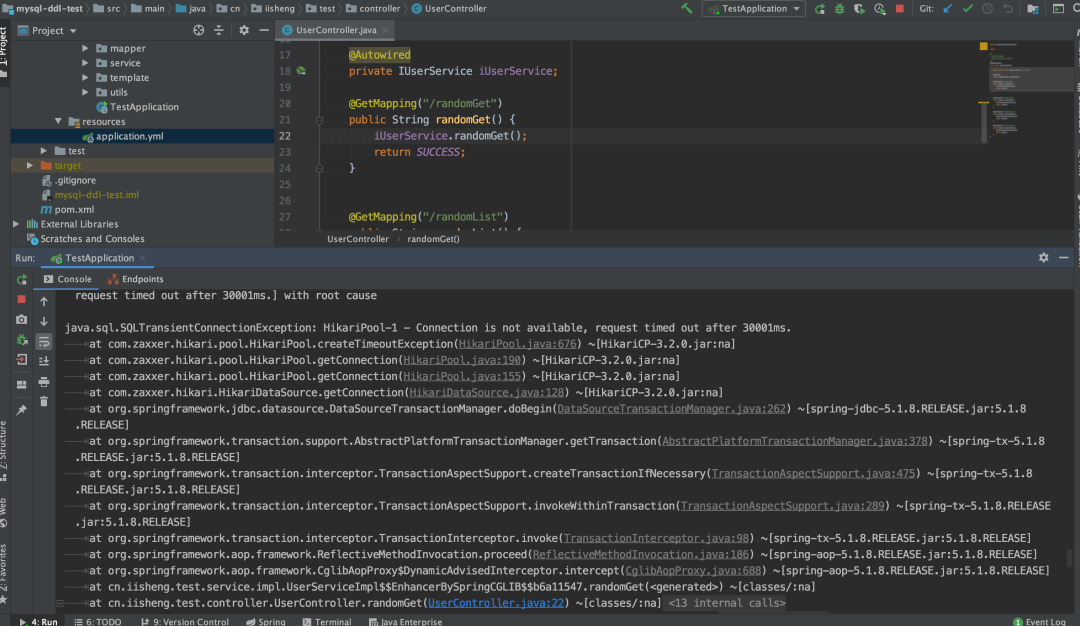 mysql-ddl-test src main java cn iisheng test controller UserController TestApplication Git:
Project
1: Project
UserController.java
mapper
service
template
utils
TestApplication
resources
application.yml
test
target
.gitignore
mysql-ddl-test.iml
pom.xml
External Libraries
Scratches and Consoles
17 @Autowired
18 private IUserService iUserService;
19
20 @GetMapping("/randomGet")
21 public String randomGet() {
22 iUserService.randomGet();
23 return SUCCESS;
24 }
25
26
27 @GetMapping("/randomList")
UserController › randomGet()
Run: TestApplication
Console Endpoints
request timed out after 30001ms.] with root cause
java.sql.SQLTransientConnectionException: HikariPool-1 - Connection is not available, request timed out after 30001ms.
at com.zaxxer.hikari.pool.HikariPool.createTimeoutException(HikariPool.java:676) ~[HikariCP-3.2.0.jar:na]
at com.zaxxer.hikari.pool.HikariPool.getConnection(HikariPool.java:190) ~[HikariCP-3.2.0.jar:na]
at com.zaxxer.hikari.pool.HikariPool.getConnection(HikariPool.java:155) ~[HikariCP-3.2.0.jar:na]
at com.zaxxer.hikari.HikariDataSource.getConnection(HikariDataSource.java:128) ~[HikariCP-3.2.0.jar:na]
at org.springframework.jdbc.datasource.DataSourceTransactionManager.doBegin(DataSourceTransactionManager.java:262) ~[spring-jdbc-5.1.8.RELEASE.jar:5.1.8
.RELEASE]
at org.springframework.transaction.support.AbstractPlatformTransactionManager.getTransaction(AbstractPlatformTransactionManager.java:378) ~[spring-tx-5.1.8
.RELEASE.jar:5.1.8.RELEASE]
at org.springframework.transaction.interceptor.TransactionAspectSupport.createTransactionIfNecessary(TransactionAspectSupport.java:475) ~[spring-tx-5.1.8
.RELEASE.jar:5.1.8.RELEASE]
at org.springframework.transaction.interceptor.TransactionAspectSupport.invokeWithinTransaction(TransactionAspectSupport.java:289) ~[spring-tx-5.1.8.RELEASE
.jar:5.1.8.RELEASE]
at org.springframework.transaction.interceptor.TransactionInterceptor.invoke(TransactionInterceptor.java:98) ~[spring-tx-5.1.8.RELEASE.jar:5.1.8.RELEASE]
at org.springframework.aop.framework.ReflectiveMethodInvocation.proceed(ReflectiveMethodInvocation.java:186) ~[spring-aop-5.1.8.RELEASE.jar:5.1.8.RELEASE]
at org.springframework.aop.framework.CglibAopProxy$DynamicAdvisedInterceptor.intercept(CglibAopProxy.java:688) ~[spring-aop-5.1.8.RELEASE.jar:5.1.8.RELEASE]
at cn.iisheng.test.service.impl.UserServiceImpl$$EnhancerBySpringCGLIB$$b6a11547.randomGet(<generated>) ~[classes/:na]
at cn.iisheng.test.controller.UserController.randomGet(UserController.java:22) ~[classes/:na] <13 internal calls>
Z: Structure
Web
2: Favorites
4: Run 6: TODO 9: Version Control Spring Terminal Java Enterprise 1 Event Log